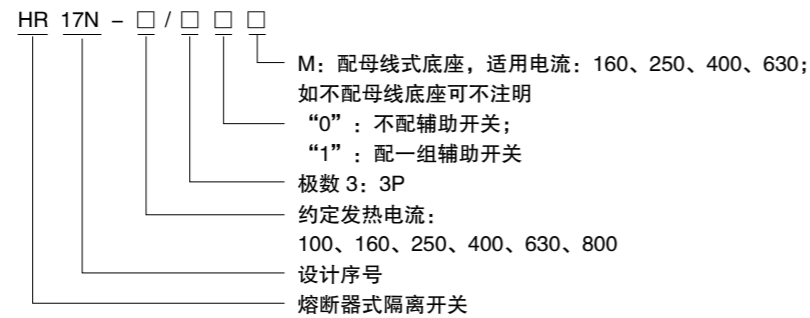 HR 17N – □ / □ □ □
M：配母线式底座，适用电流：160、250、400、630；
如不配母线底座可不注明
“0”：不配辅助开关；
“1”：配一组辅助开关
极数 3：3P
约定发热电流：
100、160、250、400、630、800
设计序号
熔断器式隔离开关